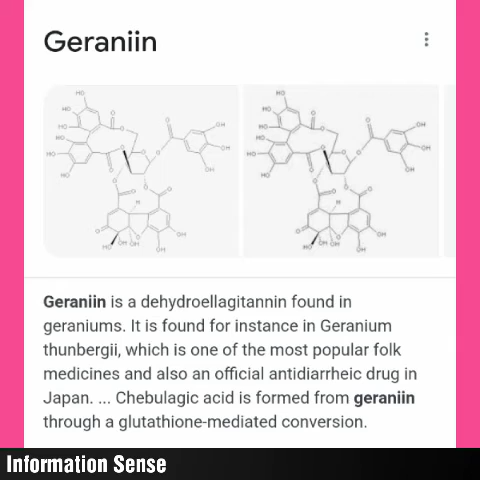 Geraniin
Geraniin is a dehydroellagitannin found in
geraniums. It is found for instance in Geranium
thunbergii, which is one of the most popular folk
medicines and also an official antidiarrheic drug in
Japan. ... Chebulagic acid is formed from geraniin
through a glutathione-mediated conversion.
Information Sense